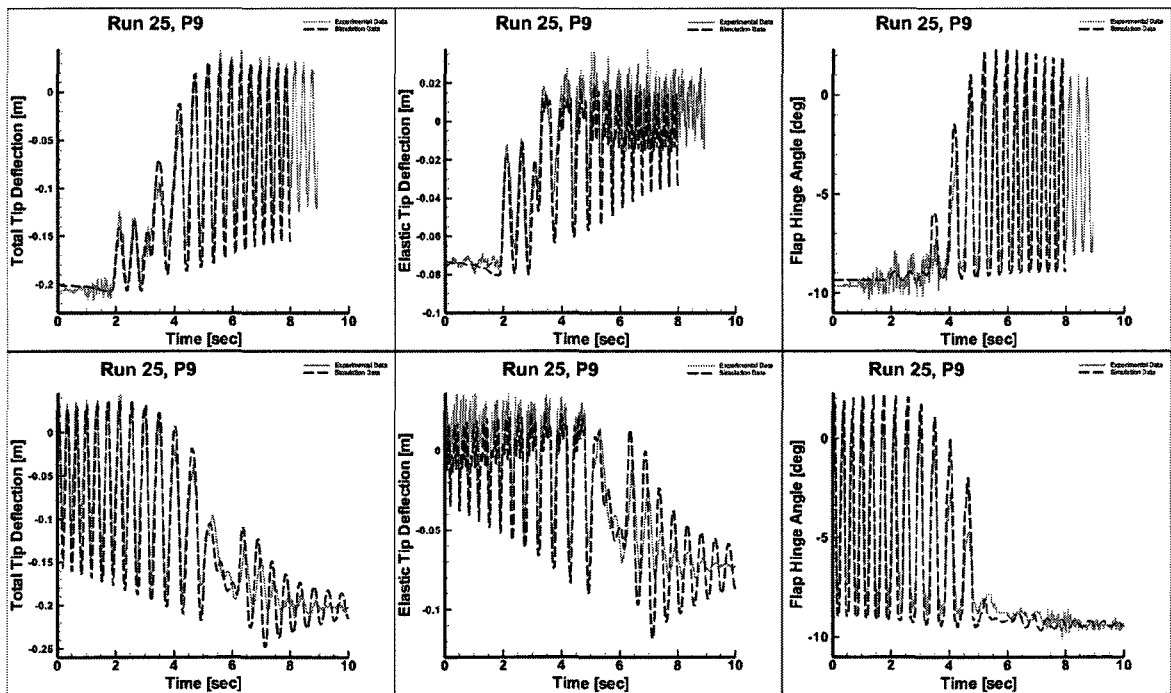 Run 25, P9
Experimental Data
Simulation Data
Total Tip Deflection [m]
0
-0.05
-0.1
-0.15
-0.2
0 2 4 6 8 10
Time [sec]
Run 25, P9
Experimental Data
Simulation Data
Elastic Tip Deflection [m]
0.02
0
-0.02
-0.04
-0.06
-0.08
-0.1
0 2 4 6 8 10
Time [sec]
Run 25, P9
Experimental Data
Simulation Data
Flap Hinge Angle [deg]
0
-5
-10
0 2 4 6 8 10
Time [sec]
Run 25, P9
Experimental Data
Simulation Data
Total Tip Deflection [m]
0
-0.05
-0.1
-0.15
-0.2
-0.26
0 2 4 6 8 10
Time [sec]
Run 25, P9
Experimental Data
Simulation Data
Elastic Tip Deflection [m]
0
-0.05
-0.1
0 2 4 6 8 10
Time [sec]
Run 25, P9
Experimental Data
Simulation Data
Flap Hinge Angle [deg]
0
-5
-10
0 2 4 6 8 10
Time [sec]